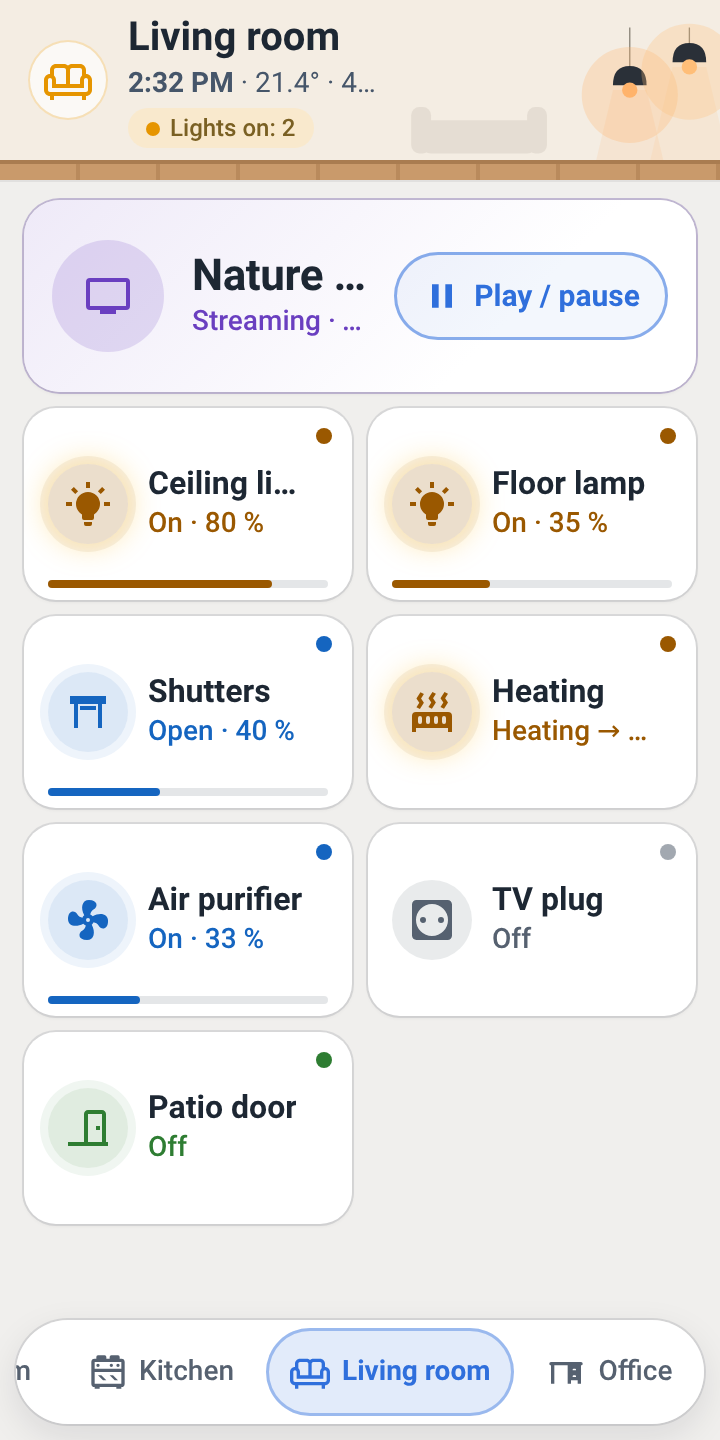 Living room
2:32 PM · 21.4° · 4…
Lights on: 2
Nature …
Streaming · …
Play / pause
Ceiling li…
On · 80 %
Floor lamp
On · 35 %
Shutters
Open · 40 %
Heating
Heating → …
Air purifier
On · 33 %
TV plug
Off
Patio door
Off
m
Kitchen
Living room
Office